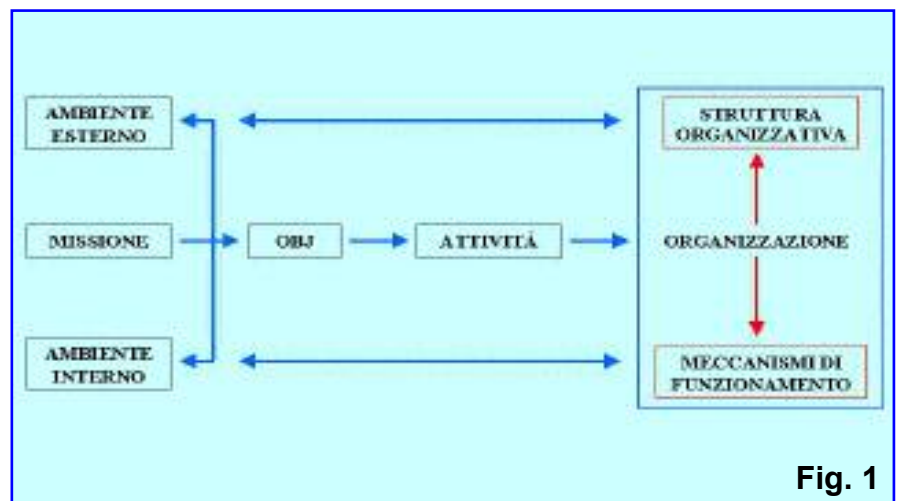 AMBIENTE
ESTERNO
MISSIONE
AMBIENTE
INTERNO
OBJ
ATTIVITÀ
STRUTTURA
ORGANIZZATIVA
ORGANIZZAZIONE
MECCANISMI DI
FUNZIONAMENTO
Fig. 1